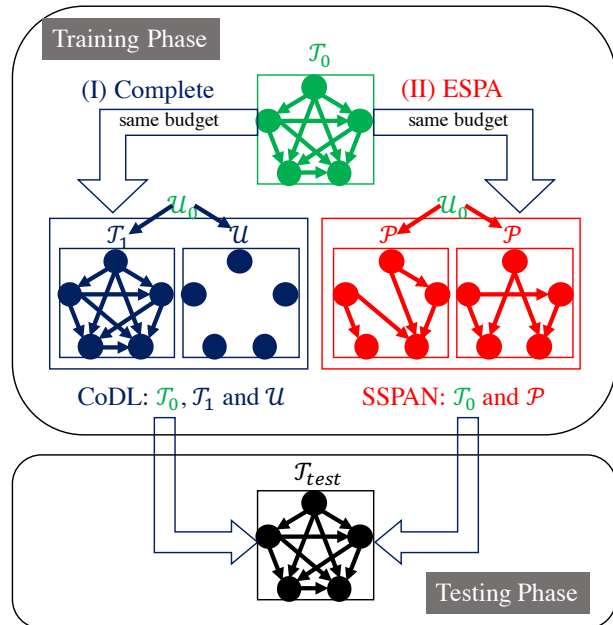 Training Phase
𝒯₀
(I) Complete
(II) ESPA
same budget
same budget
𝒰₀
𝒰₀
𝒯₁
𝒰
𝒫
𝒫
CoDL: 𝒯₀, 𝒯₁ and 𝒰
SSPAN: 𝒯₀ and 𝒫
𝒯test
Testing Phase